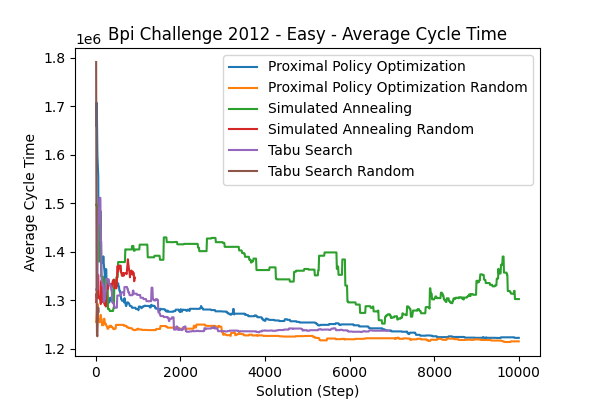 Bpi Challenge 2012 - Easy - Average Cycle Time
1e6
Proximal Policy Optimization
Proximal Policy Optimization Random
Simulated Annealing
Simulated Annealing Random
Tabu Search
Tabu Search Random
Average Cycle Time
1.8
1.7
1.6
1.5
1.4
1.3
1.2
0 2000 4000 6000 8000 10000
Solution (Step)